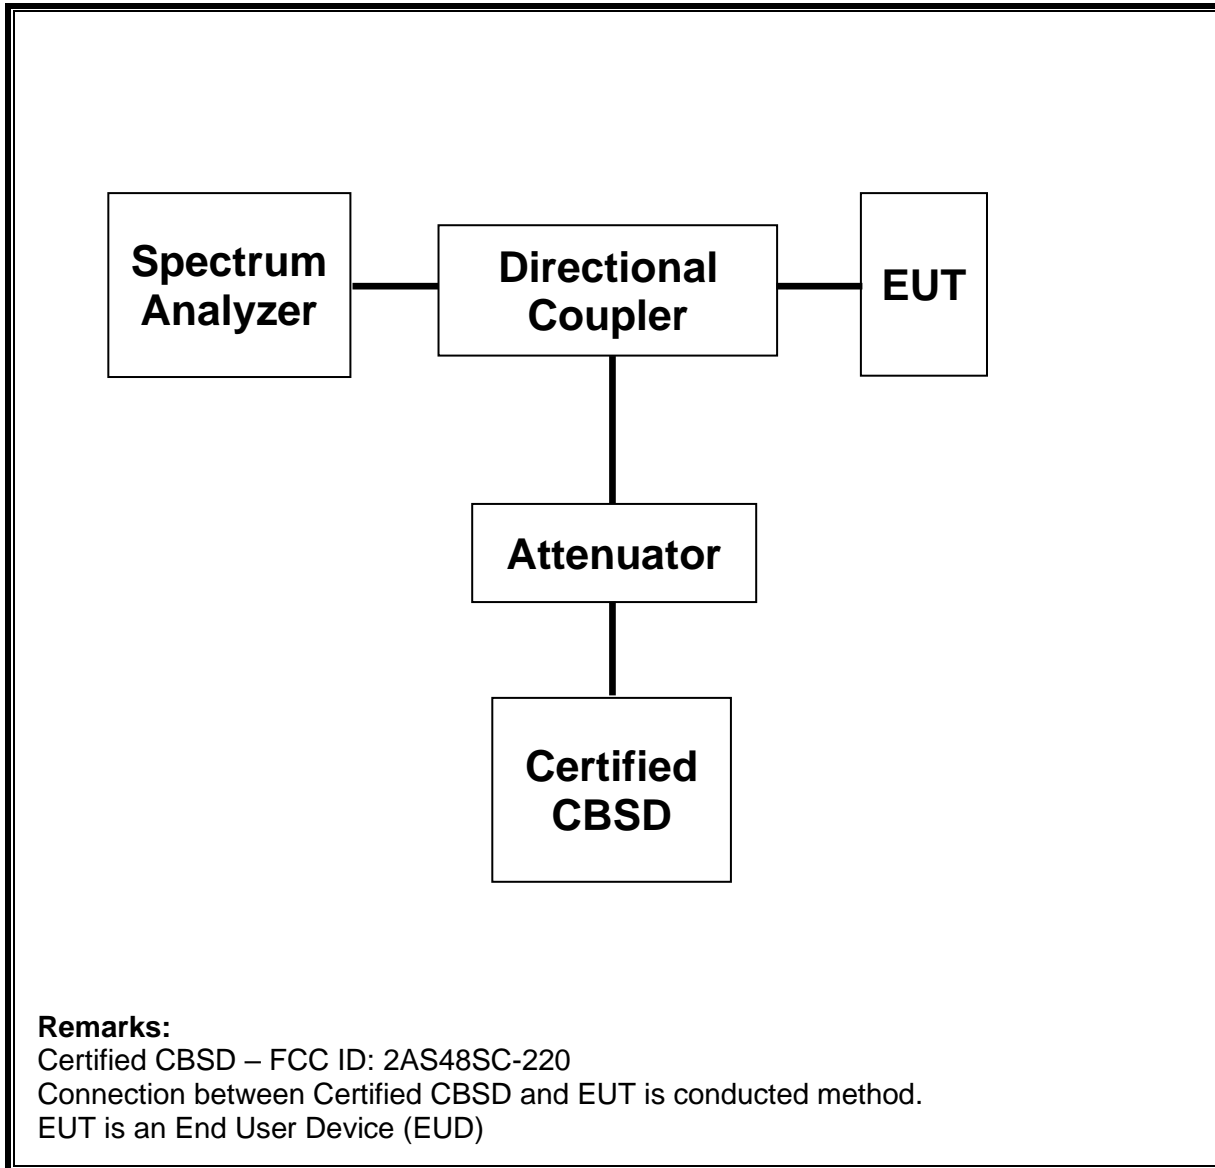 Spectrum
Analyzer
Directional
Coupler
EUT
Attenuator
Certified
CBSD
Remarks:
Certified CBSD – FCC ID: 2AS48SC-220
Connection between Certified CBSD and EUT is conducted method.
EUT is an End User Device (EUD)